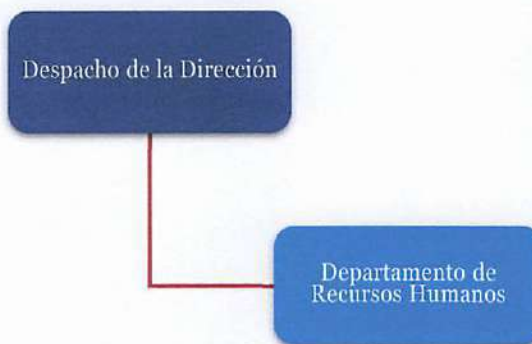 Despacho de la Dirección
Departamento de
Recursos Humanos